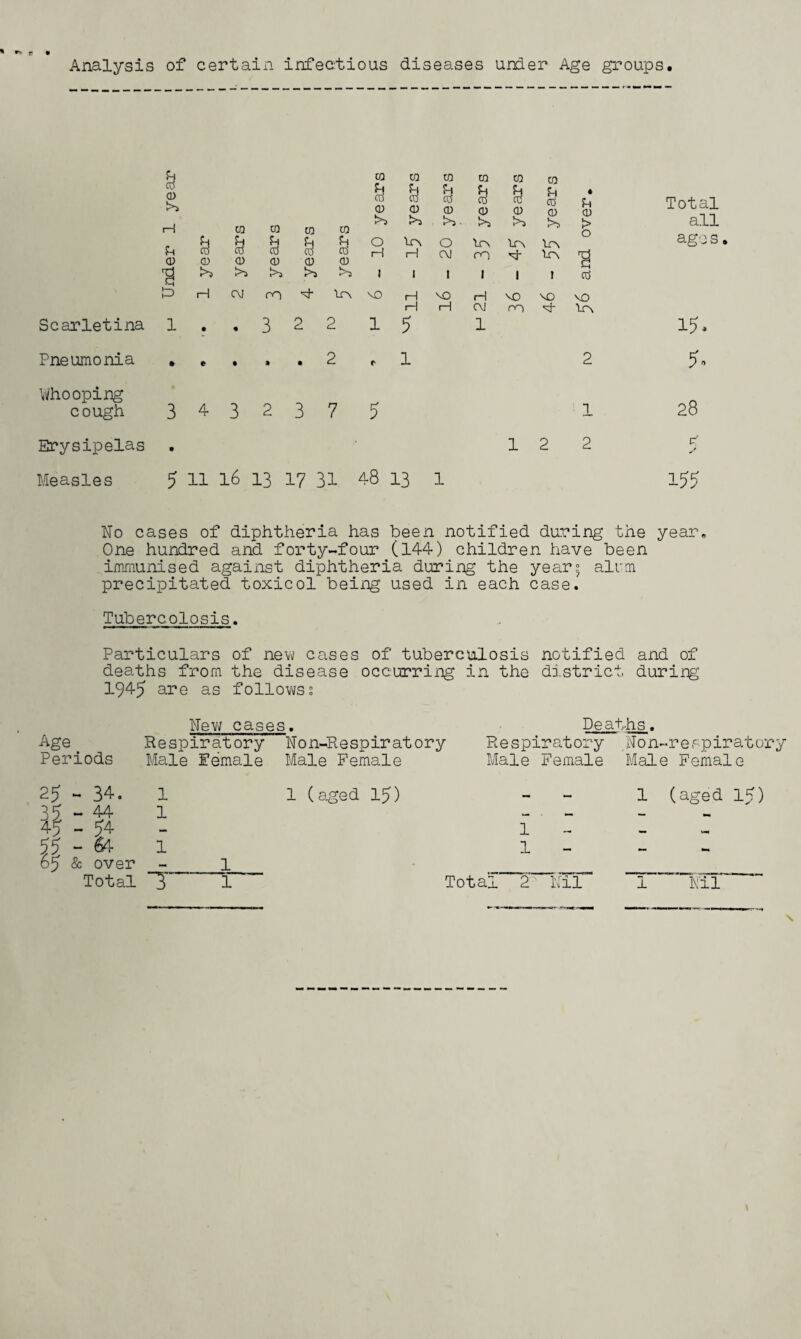 Analysis of certain infectious diseases under Age groups.
Under 1 year
1 year
2 years
3 years
4 years
5 years
6 - 10 years
11 - 15 years
16 - 20 years.
21 - 35 years
36 - 45 years
46 - 55 years
56 and over.
Total all ages.
Scarletina 1 . . 3 2 2 1 5 1 15.
Pneumonia . . . . . 2 . 1 2 5.
Whooping
cough 3 4 3 2 3 7 5 1 28
Erysipelas . 1 2 2 5
Measles 5 11 16 13 17 31 48 13 1 155
No cases of diphtheria has been notified during the year.
One hundred and forty-four (144) children have been
immunised against diphtheria during the year; alum
precipitated toxicol being used in each case.
Tubercolosis.
Particulars of new cases of tuberculosis notified and of
deaths from the disease occurring in the district during
1945 are as follows:
New cases. Deaths.
Age Respiratory Non-Respiratory Respiratory Non-respiratory
Periods Male Female Male Female Male Female Male Female
25 - 34. 1 1 (aged 15) - - 1 (aged 15)
35 - 44 1 - - - -
45 - 54 - 1 - - -
55 - 64 1 1 - - -
65 & over - 1
Total 3 1 Total 2 Nil 1 Nil